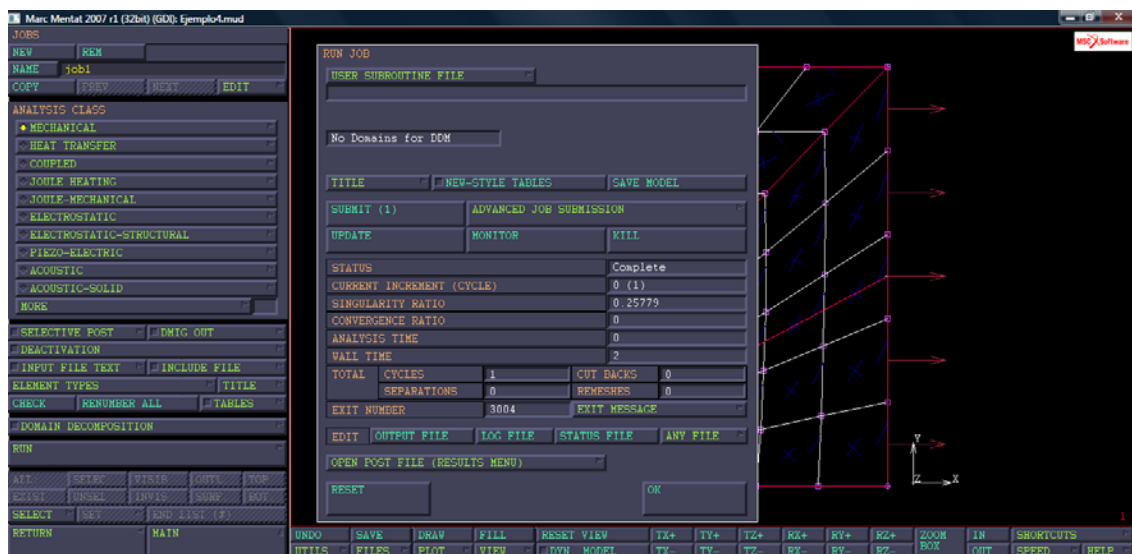 Marc Mentat 2007 r1 (32bit) (GDI): Ejemplo4.mud
JOBS
NEW REM
NAME job1
COPY PREV NEXT EDIT
ANALYSIS CLASS
MECHANICAL
HEAT TRANSFER
COUPLED
JOULE HEATING
JOULE-MECHANICAL
ELECTROSTATIC
ELECTROSTATIC-STRUCTURAL
PIEZO-ELECTRIC
ACOUSTIC
ACOUSTIC-SOLID
MORE
SELECTIVE POST DMIG OUT
DEACTIVATION
INPUT FILE TEXT INCLUDE FILE
ELEMENT TYPES TITLE
CHECK RENUMBER ALL TABLES
DOMAIN DECOMPOSITION
RUN
ALL SELEC VISIB OUTL TOP
EXIST UNSEL INVIS SURF BOT
SELECT SET END LIST (#)
RETURN MAIN
RUN JOB
USER SUBROUTINE FILE
No Domains for DDM
TITLE NEW-STYLE TABLES SAVE MODEL
SUBMIT (1) ADVANCED JOB SUBMISSION
UPDATE MONITOR KILL
STATUS Complete
CURRENT INCREMENT (CYCLE) 0 (1)
SINGULARITY RATIO 0.25779
CONVERGENCE RATIO 0
ANALYSIS TIME 0
WALL TIME 2
TOTAL CYCLES 1 CUT BACKS 0
SEPARATIONS 0 REMESHES 0
EXIT NUMBER 3004 EXIT MESSAGE
EDIT OUTPUT FILE LOG FILE STATUS FILE ANY FILE
OPEN POST FILE (RESULTS MENU)
RESET OK
MSC Software
Y
Z X
1
UNDO SAVE DRAW FILL RESET VIEW TX+ TY+ TZ+ RX+ RY+ RZ+ ZOOM IN SHORTCUTS
UTILS FILES PLOT VIEW DYN. MODEL TX- TY- TZ- RX- RY- RZ- BOX OUT SPEED HELP